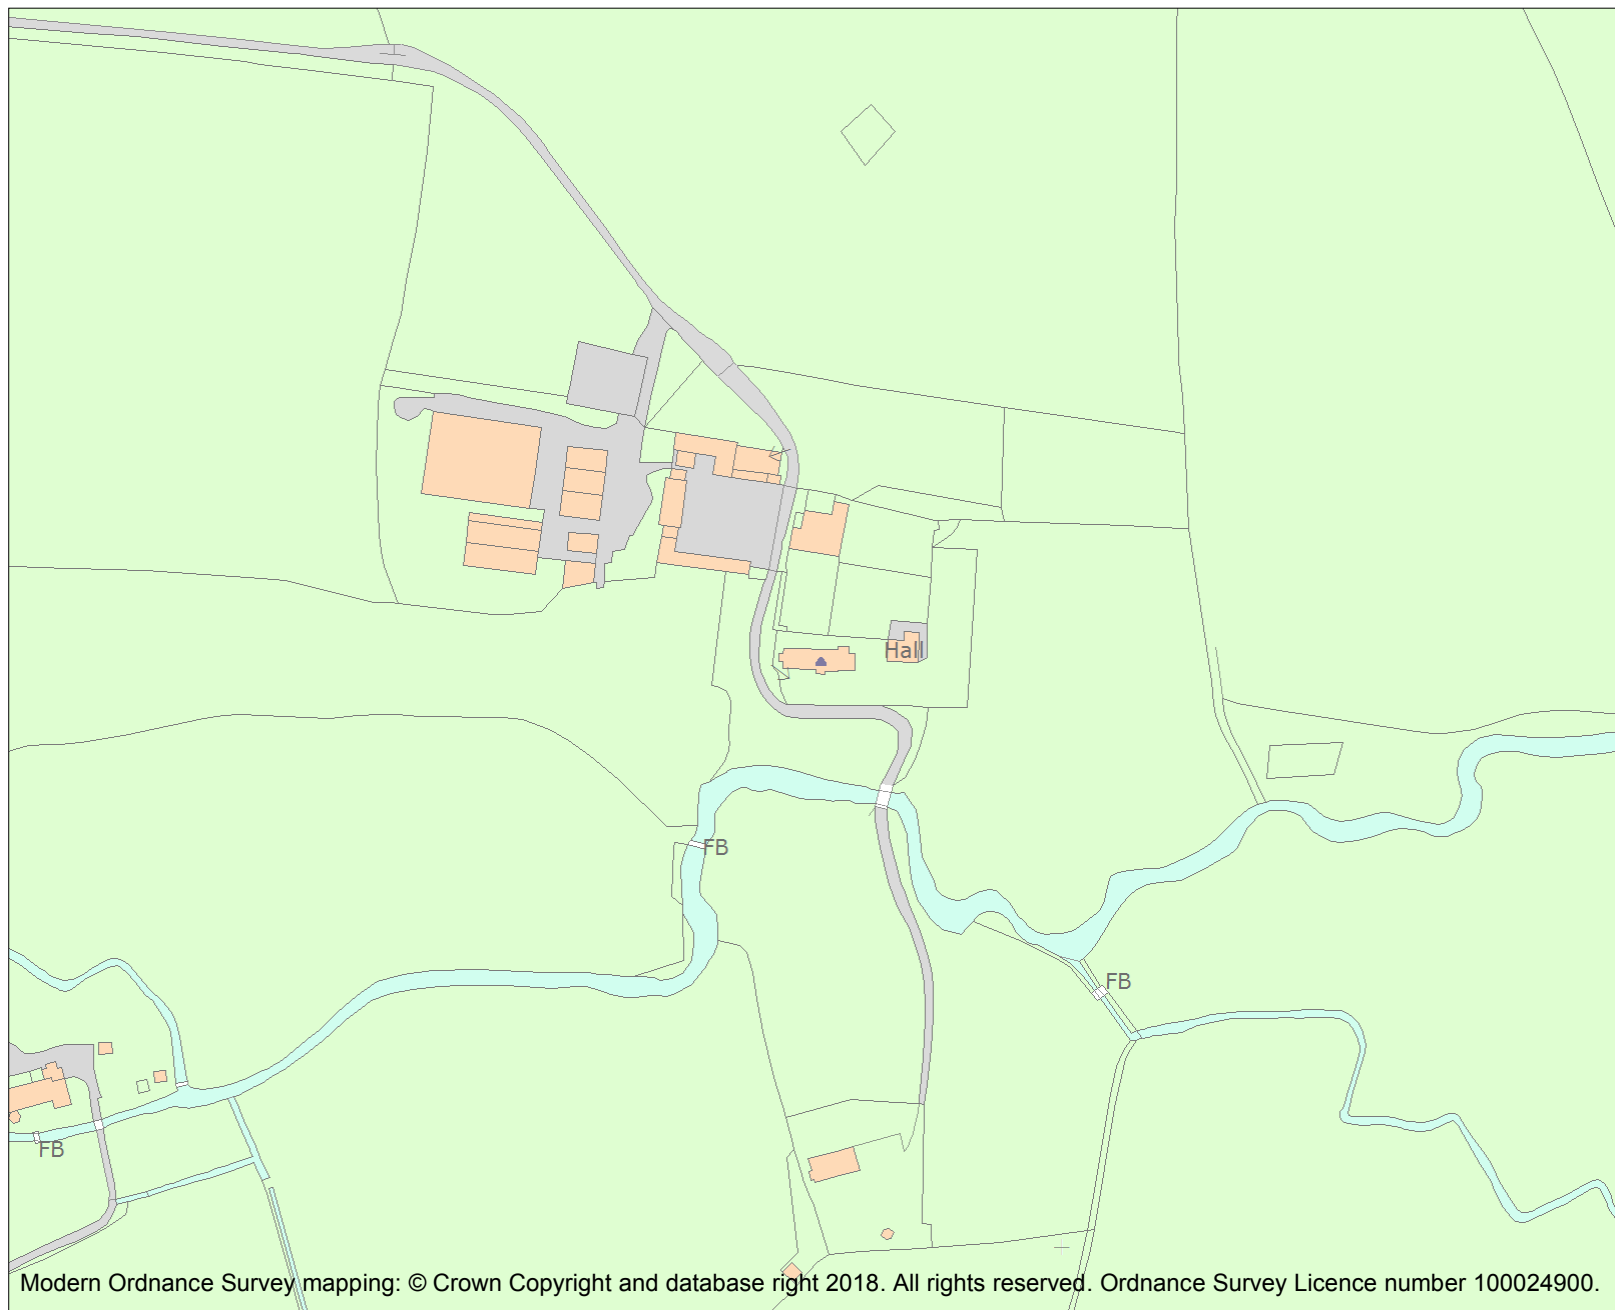 Hall
FB
FB
FB
Modern Ordnance Survey mapping: © Crown Copyright and database right 2018. All rights reserved. Ordnance Survey Licence number 100024900.